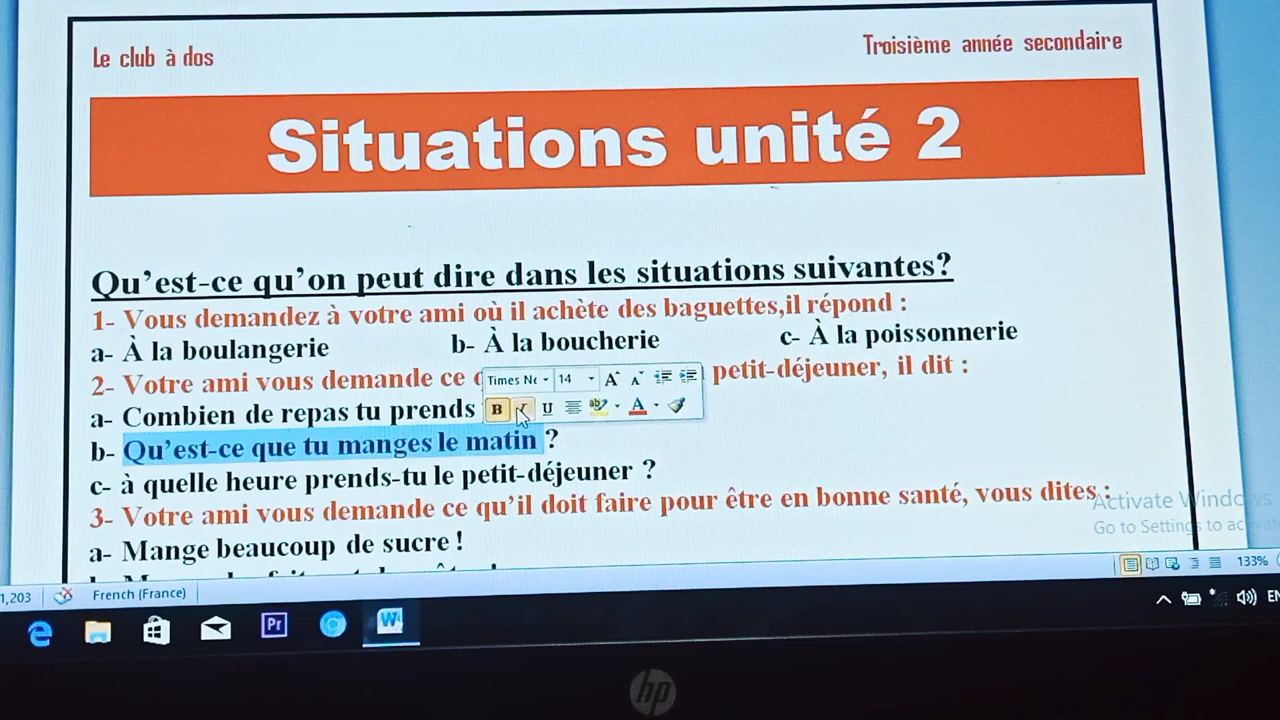 Le club à dos
Troisième année secondaire
Situations unité 2
Qu'est-ce qu'on peut dire dans les situations suivantes?
1- Vous demandez à votre ami où il achète des baguettes,il répond :
a- À la boulangerie b- À la boucherie c- À la poissonnerie
2- Votre ami vous demande ce petit-déjeuner, il dit :
Times Ne 14
a- Combien de repas tu prends
B I U
b- Qu'est-ce que tu manges le matin ?
c- à quelle heure prends-tu le petit-déjeuner ?
3- Votre ami vous demande ce qu'il doit faire pour être en bonne santé, vous dites :
Activate Windows
Go to Settings to
a- Mange beaucoup de sucre !
133%
1,203 French (France)
Pr
W
EN
hp